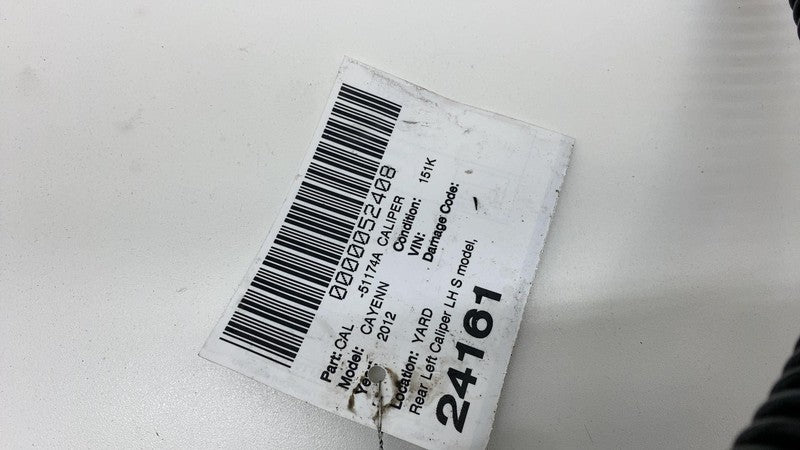 0000052408
Part: CAL -51174A CALIPER
Model: CAYENN Condition: 151K
Year: 2012 VIN:
Damage Code:
Location: YARD
Rear Left Caliper LH S model,
24161